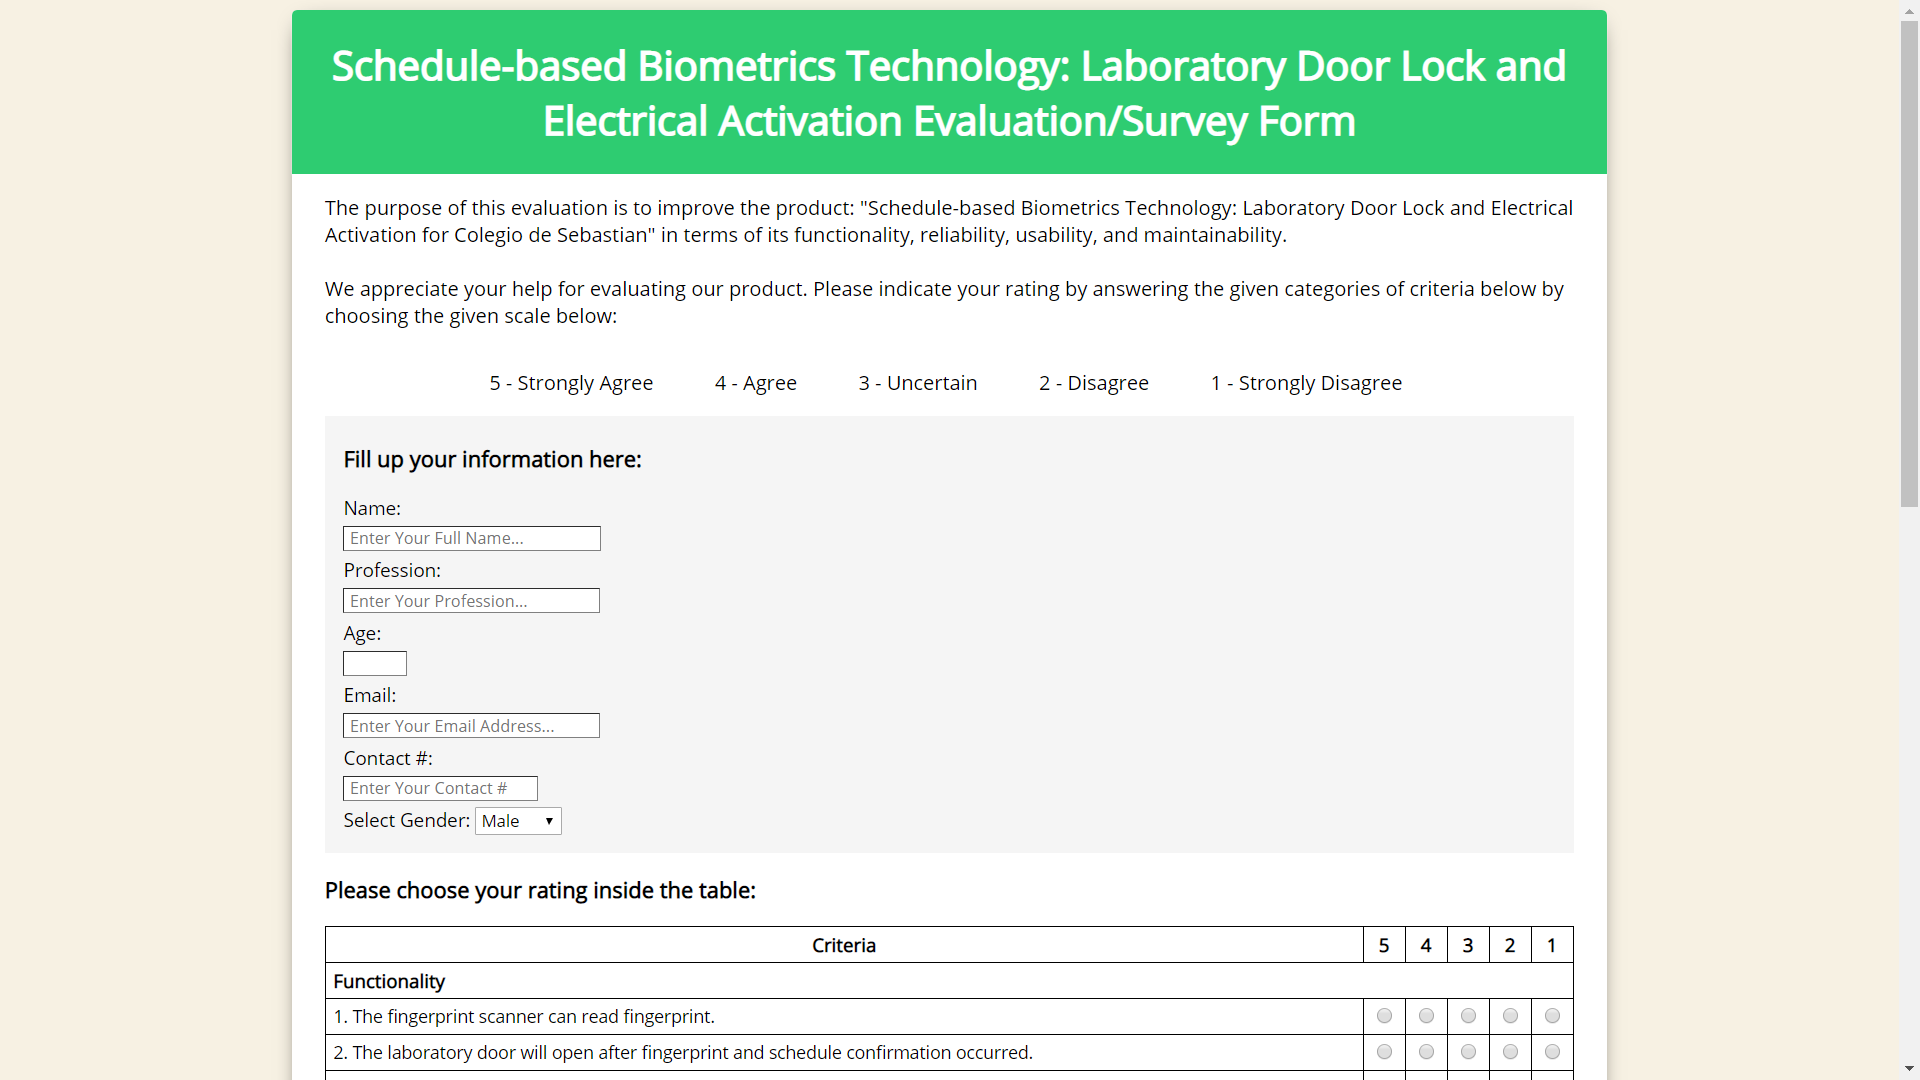 Schedule-based Biometrics Technology: Laboratory Door Lock and
Electrical Activation Evaluation/Survey Form
The purpose of this evaluation is to improve the product: "Schedule-based Biometrics Technology: Laboratory Door Lock and Electrical
Activation for Colegio de Sebastian" in terms of its functionality, reliability, usability, and maintainability.
We appreciate your help for evaluating our product. Please indicate your rating by answering the given categories of criteria below by
choosing the given scale below:
5 - Strongly Agree 4 - Agree 3 - Uncertain 2 - Disagree 1 - Strongly Disagree
Fill up your information here:
Name:
Enter Your Full Name...
Profession:
Enter Your Profession...
Age:
Email:
Enter Your Email Address...
Contact #:
Enter Your Contact #
Select Gender: Male
Please choose your rating inside the table:
Criteria 5 4 3 2 1
Functionality
1. The fingerprint scanner can read fingerprint.
2. The laboratory door will open after fingerprint and schedule confirmation occurred.